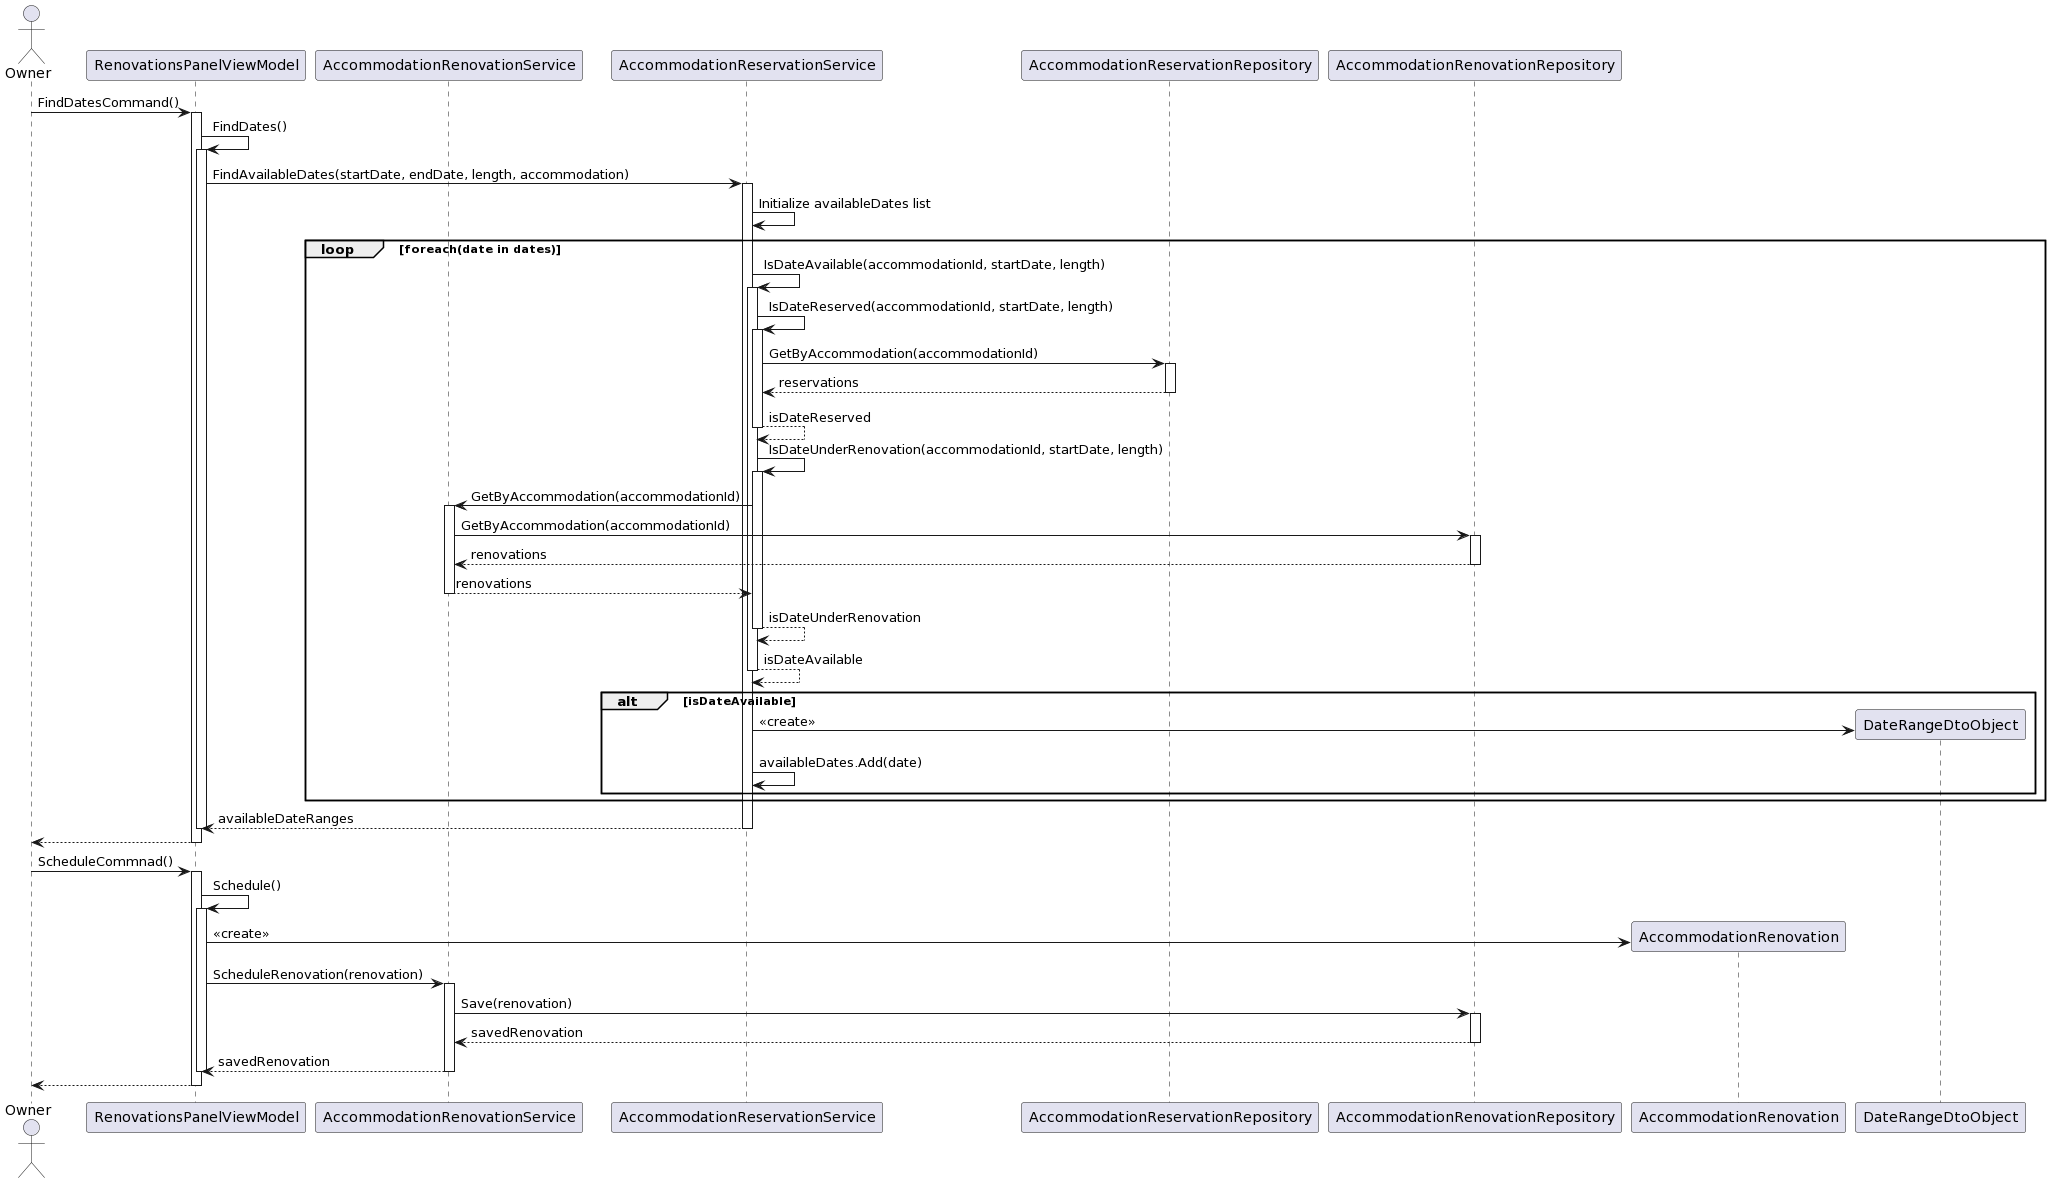 Owner
RenovationsPanelViewModel
AccommodationRenovationService
AccommodationReservationService
AccommodationReservationRepository
AccommodationRenovationRepository
FindDatesCommand()
FindDates()
FindAvailableDates(startDate, endDate, length, accommodation)
Initialize availableDates list
loop [foreach(date in dates)]
IsDateAvailable(accommodationId, startDate, length)
IsDateReserved(accommodationId, startDate, length)
GetByAccommodation(accommodationId)
reservations
isDateReserved
IsDateUnderRenovation(accommodationId, startDate, length)
GetByAccommodation(accommodationId)
GetByAccommodation(accommodationId)
renovations
renovations
isDateUnderRenovation
isDateAvailable
alt [isDateAvailable]
«create»
DateRangeDtoObject
availableDates.Add(date)
availableDateRanges
ScheduleCommnad()
Schedule()
«create»
AccommodationRenovation
ScheduleRenovation(renovation)
Save(renovation)
savedRenovation
savedRenovation
Owner
RenovationsPanelViewModel
AccommodationRenovationService
AccommodationReservationService
AccommodationReservationRepository
AccommodationRenovationRepository
AccommodationRenovation
DateRangeDtoObject